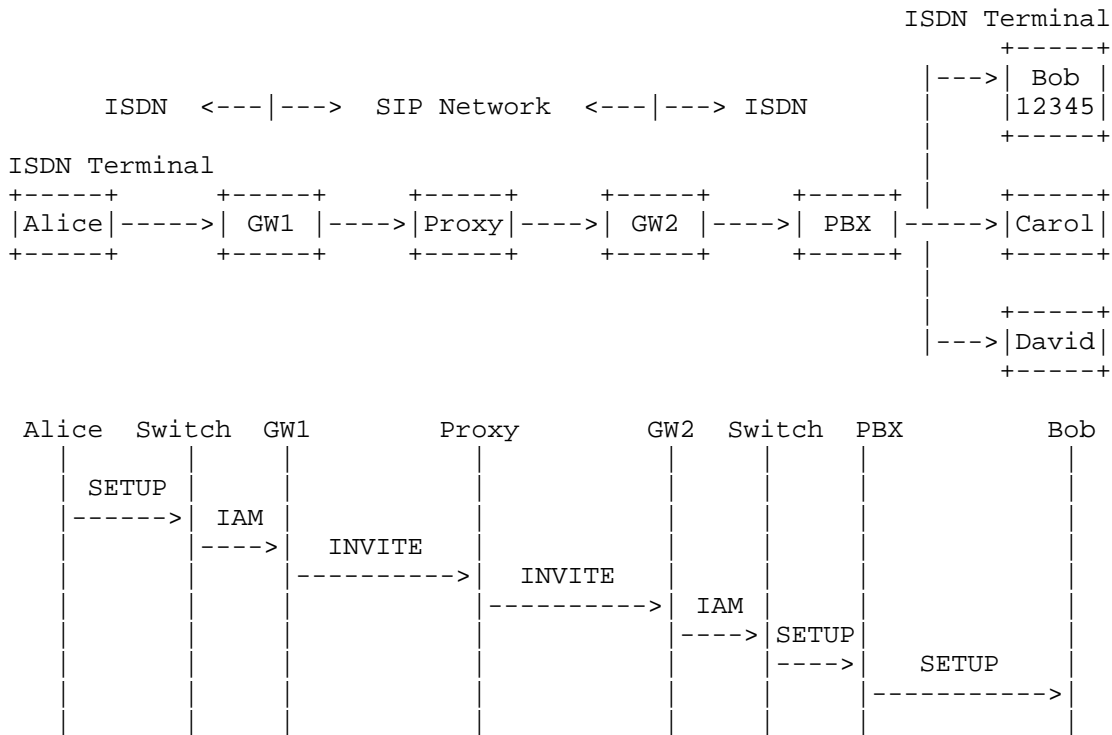 ISDN Terminal
+-----+
|--->| Bob |
ISDN <---|---> SIP Network <---|---> ISDN | |12345|
| +-----+
ISDN Terminal |
+-----+ +-----+ +-----+ +-----+ +-----+ | +-----+
|Alice|----->| GW1 |---->|Proxy|---->| GW2 |---->| PBX |----->|Carol|
+-----+ +-----+ +-----+ +-----+ +-----+ | +-----+
|
| +-----+
|--->|David|
+-----+
Alice Switch GW1 Proxy GW2 Switch PBX Bob
| | | | | | | |
| SETUP | | | | | | |
|------>| IAM | | | | | |
| |---->| INVITE | | | | |
| | |---------->| INVITE | | | |
| | | |---------->| IAM | | |
| | | | |---->|SETUP| |
| | | | | |---->| SETUP |
| | | | | | |----------->|
| | | | | | | |